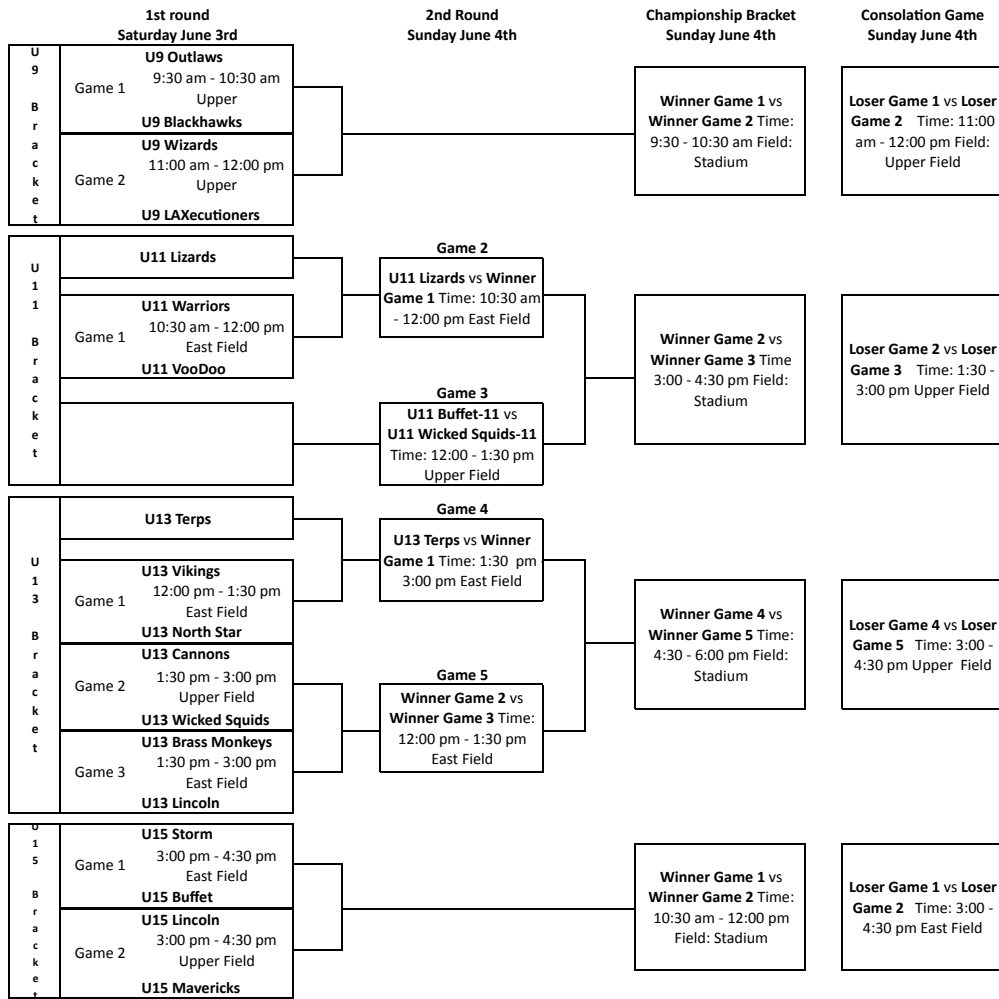 1st round
Saturday June 3rd
2nd Round
Sunday June 4th
Championship Bracket
Sunday June 4th
Consolation Game
Sunday June 4th
U9 Bracket
U9 Outlaws
Game 1
9:30 am - 10:30 am
Upper
U9 Blackhawks
U9 Wizards
Game 2
11:00 am - 12:00 pm
Upper
U9 LAXecutioners
Winner Game 1 vs
Winner Game 2 Time:
9:30 - 10:30 am Field:
Stadium
Loser Game 1 vs Loser
Game 2 Time: 11:00
am - 12:00 pm Field:
Upper Field
U11 Bracket
U11 Lizards
U11 Warriors
Game 1
10:30 am - 12:00 pm
East Field
U11 VooDoo
Game 2
U11 Lizards vs Winner
Game 1 Time: 10:30 am
- 12:00 pm East Field
Game 3
U11 Buffet-11 vs
U11 Wicked Squids-11
Time: 12:00 - 1:30 pm
Upper Field
Winner Game 2 vs
Winner Game 3 Time
3:00 - 4:30 pm Field:
Stadium
Loser Game 2 vs Loser
Game 3 Time: 1:30 -
3:00 pm Upper Field
U13 Bracket
U13 Terps
U13 Vikings
Game 1
12:00 pm - 1:30 pm
East Field
U13 North Star
U13 Cannons
Game 2
1:30 pm - 3:00 pm
Upper Field
U13 Wicked Squids
U13 Brass Monkeys
Game 3
1:30 pm - 3:00 pm
East Field
U13 Lincoln
Game 4
U13 Terps vs Winner
Game 1 Time: 1:30 pm -
3:00 pm East Field
Game 5
Winner Game 2 vs
Winner Game 3 Time:
12:00 pm - 1:30 pm
East Field
Winner Game 4 vs
Winner Game 5 Time:
4:30 - 6:00 pm Field:
Stadium
Loser Game 4 vs Loser
Game 5 Time: 3:00 -
4:30 pm Upper Field
U15 Bracket
U15 Storm
Game 1
3:00 pm - 4:30 pm
East Field
U15 Buffet
U15 Lincoln
Game 2
3:00 pm - 4:30 pm
Upper Field
U15 Mavericks
Winner Game 1 vs
Winner Game 2 Time:
10:30 am - 12:00 pm
Field: Stadium
Loser Game 1 vs Loser
Game 2 Time: 3:00 -
4:30 pm East Field